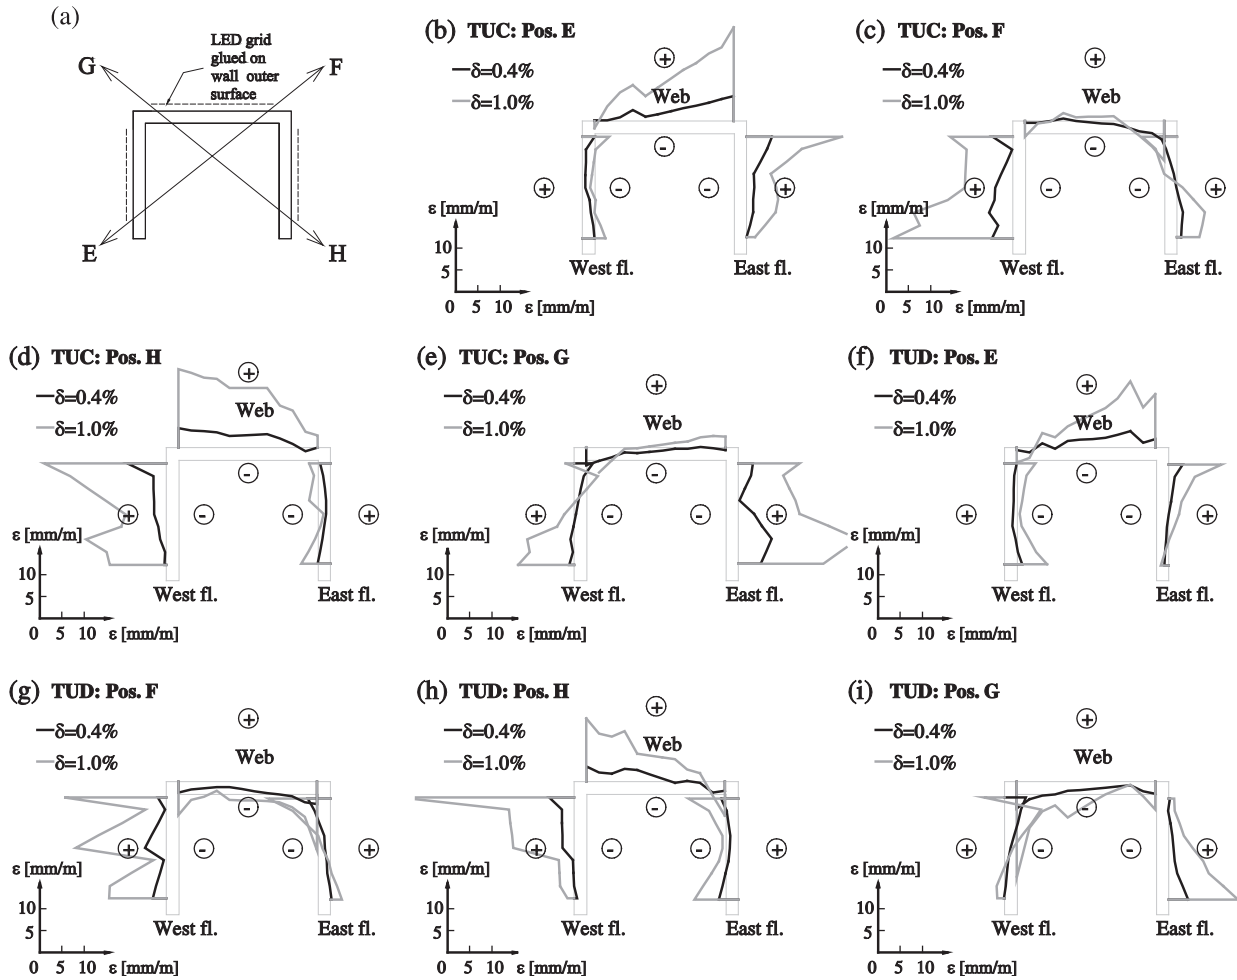 (a)
LED grid
glued on
wall outer
surface
G
F
E
H
(b) TUC: Pos. E
δ=0.4%
δ=1.0%
+
Web
-
+
-
-
+
ε [mm/m]
10
5
West fl.
East fl.
0 5 10 ε [mm/m]
(c) TUC: Pos. F
δ=0.4%
δ=1.0%
+
Web
-
+
-
-
+
ε [mm/m]
10
5
West fl.
East fl.
0 5 10 ε [mm/m]
(d) TUC: Pos. H
δ=0.4%
δ=1.0%
+
Web
-
+
-
-
+
ε [mm/m]
10
5
West fl.
East fl.
0 5 10 ε [mm/m]
(e) TUC: Pos. G
δ=0.4%
δ=1.0%
+
Web
-
+
-
-
+
ε [mm/m]
10
5
West fl.
East fl.
0 5 10 ε [mm/m]
(f) TUD: Pos. E
δ=0.4%
δ=1.0%
+
Web
-
+
-
-
+
ε [mm/m]
10
5
West fl.
East fl.
0 5 10 ε [mm/m]
(g) TUD: Pos. F
δ=0.4%
δ=1.0%
+
Web
-
+
-
-
+
ε [mm/m]
10
5
West fl.
East fl.
0 5 10 ε [mm/m]
(h) TUD: Pos. H
δ=0.4%
δ=1.0%
+
Web
-
+
-
-
+
ε [mm/m]
10
5
West fl.
East fl.
0 5 10 ε [mm/m]
(i) TUD: Pos. G
δ=0.4%
δ=1.0%
+
Web
-
+
-
-
+
ε [mm/m]
10
5
West fl.
East fl.
0 5 10 ε [mm/m]